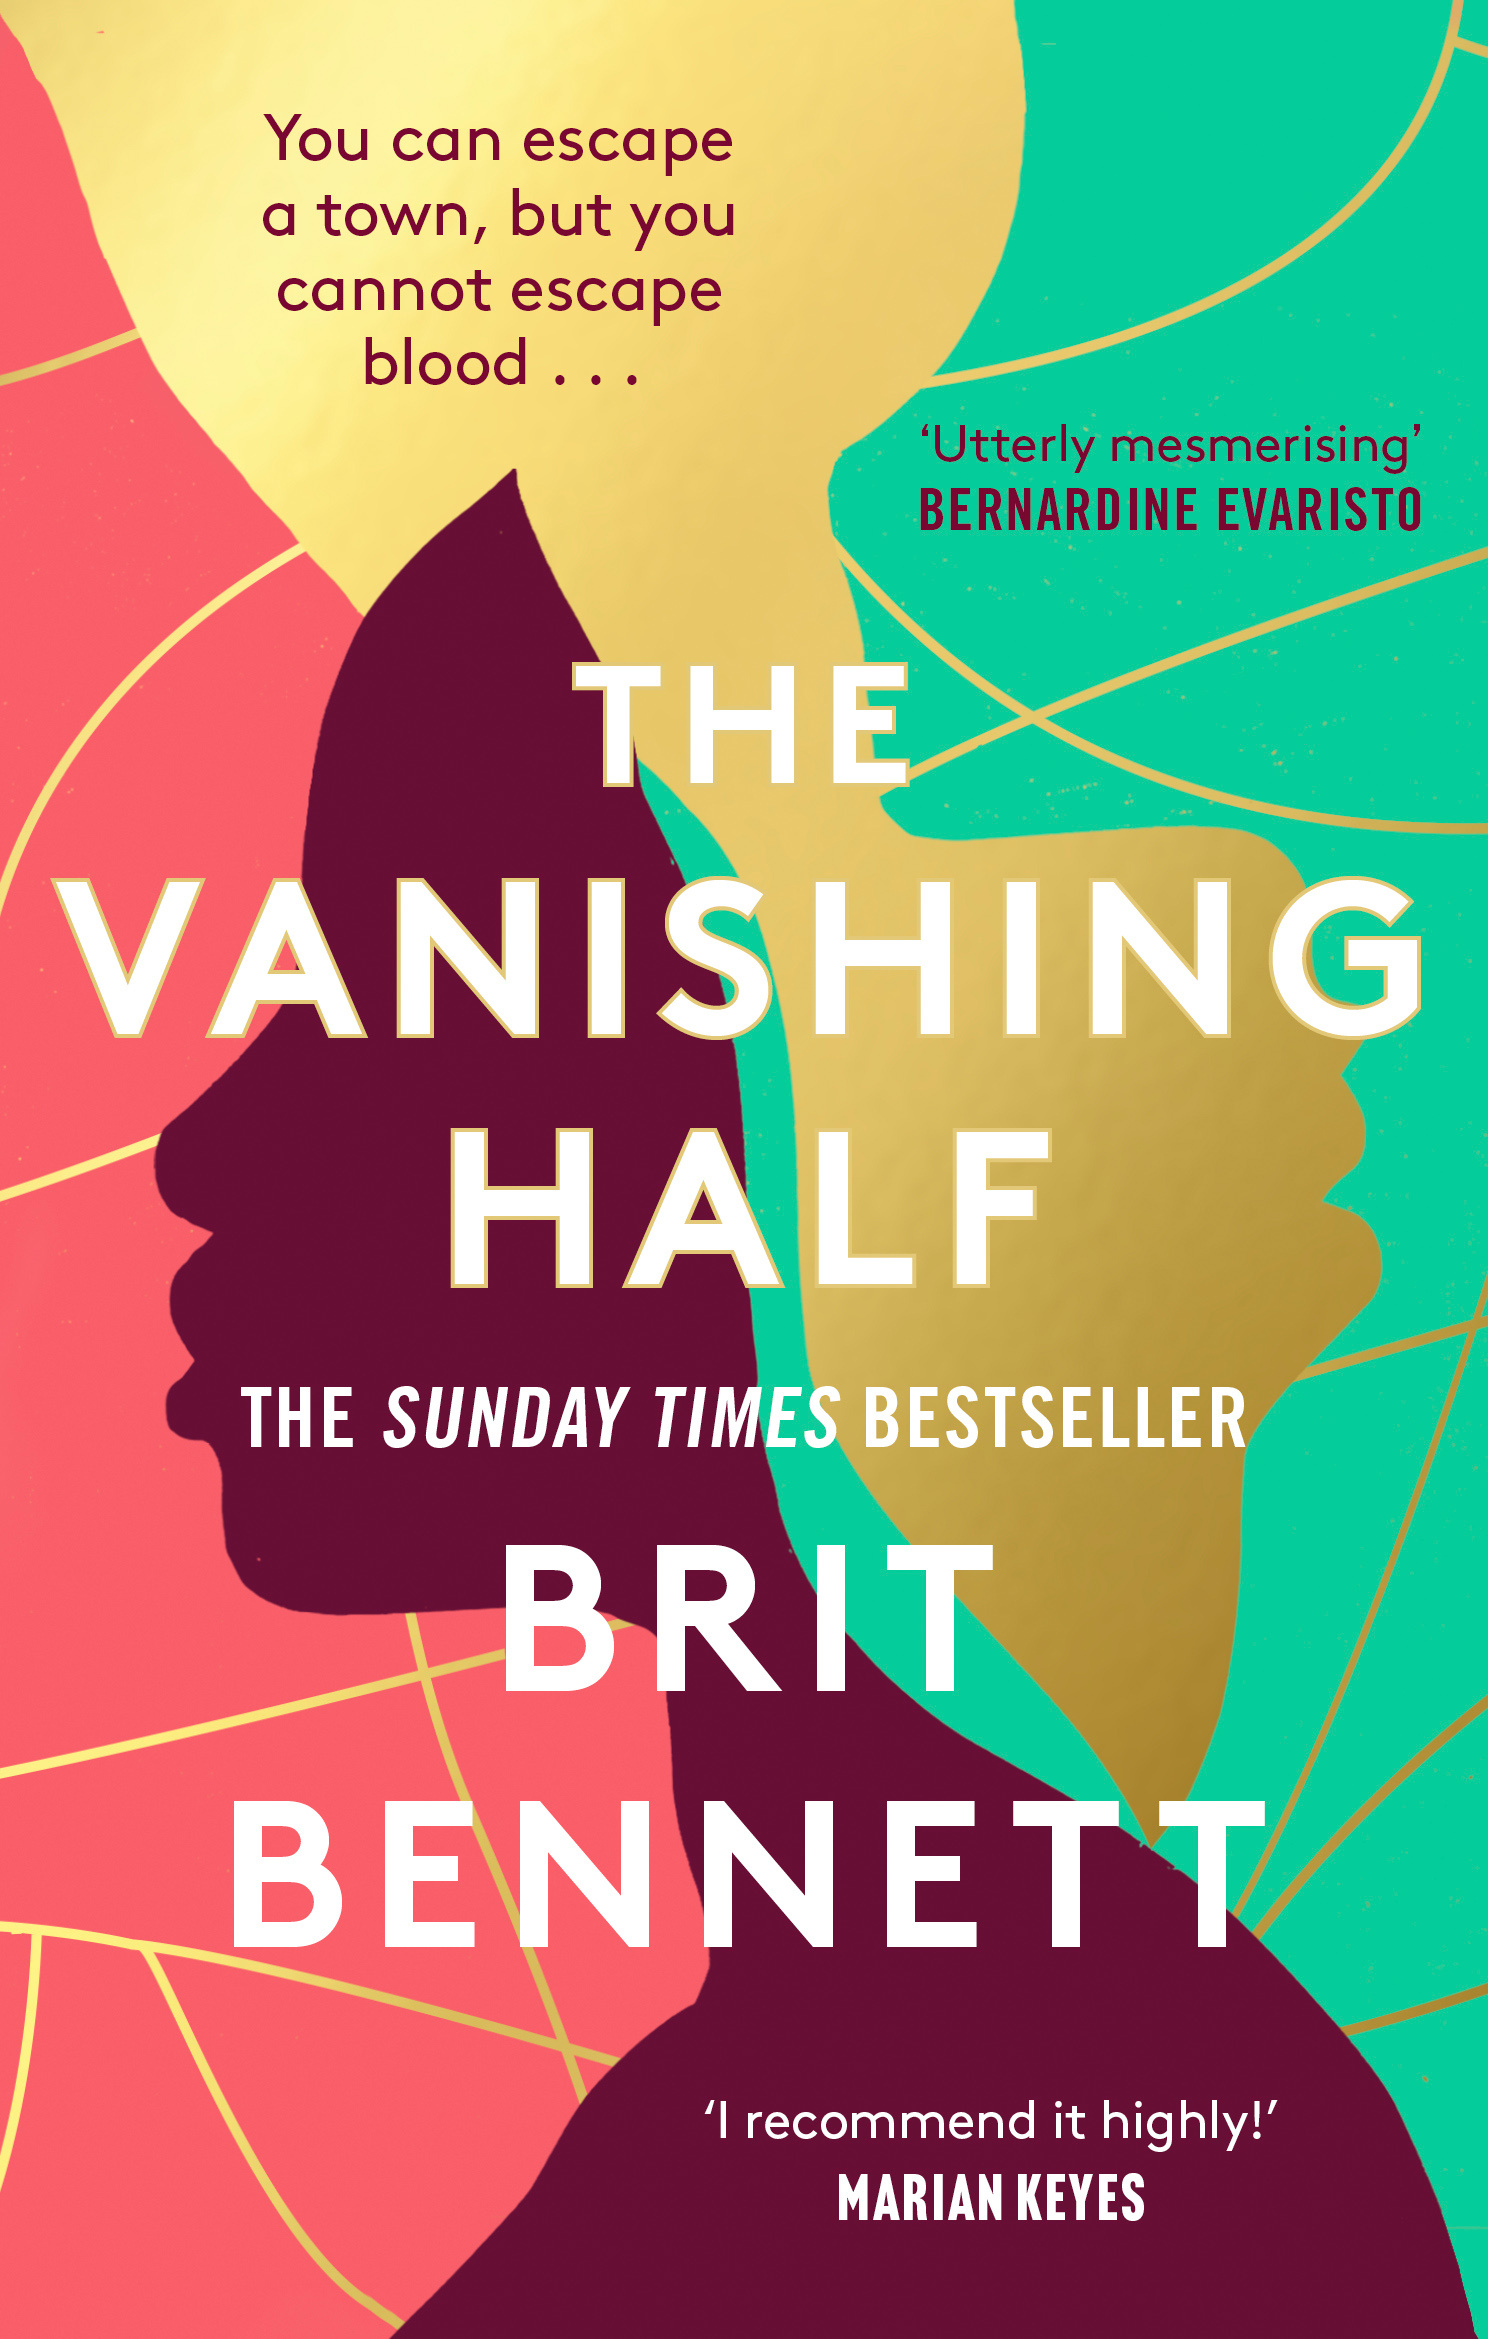 You can escape
a town, but you
cannot escape
blood . . .
‘Utterly mesmerising’
BERNARDINE EVARISTO
THE
VANISHING
HALF
THE SUNDAY TIMES BESTSELLER
BRIT
BENNETT
‘I recommend it highly!’
MARIAN KEYES